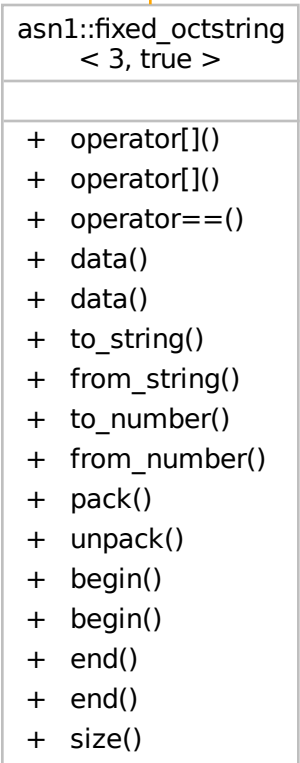 asn1::fixed_octstring
< 3, true >
+ operator[]()
+ operator[]()
+ operator==()
+ data()
+ data()
+ to_string()
+ from_string()
+ to_number()
+ from_number()
+ pack()
+ unpack()
+ begin()
+ begin()
+ end()
+ end()
+ size()